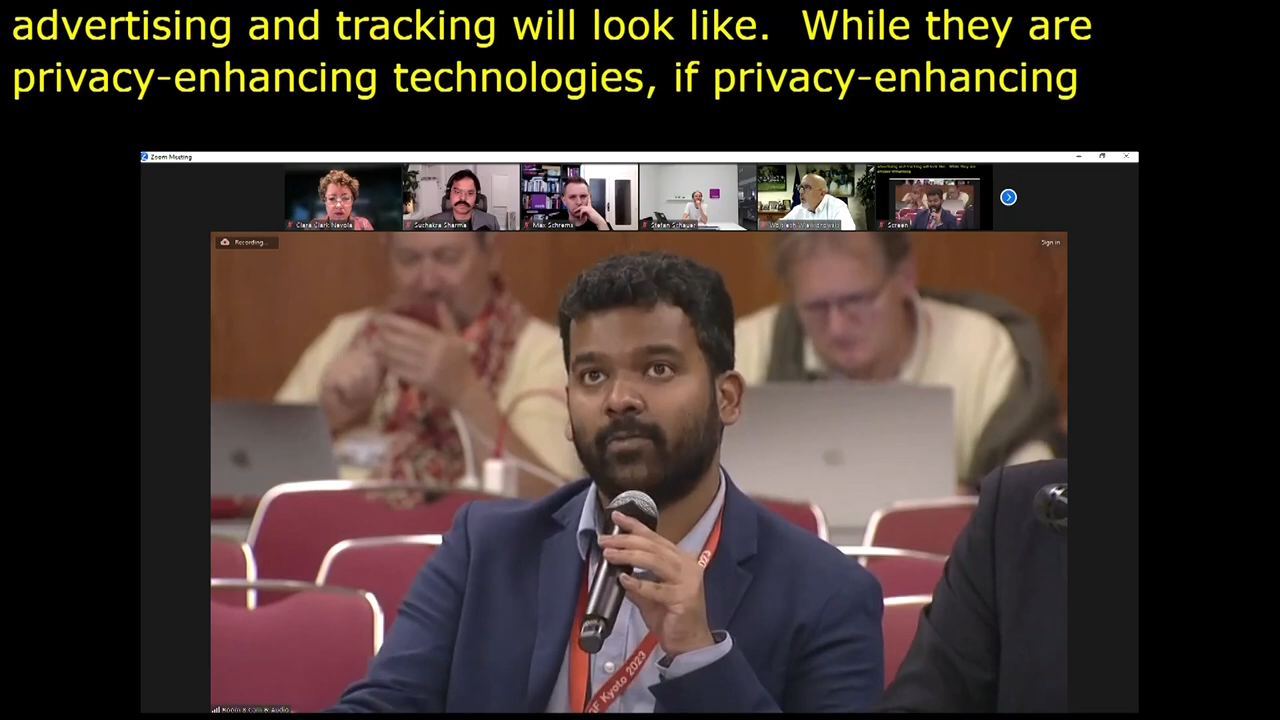 advertising and tracking will look like.  While they are
privacy-enhancing technologies, if privacy-enhancing
Zoom Meeting
Clara Clark Nevola
Suchakra Sharma
Max Schrems
Stefan Schauer
Screen
Recording...
Sign in
Kyoto 2023